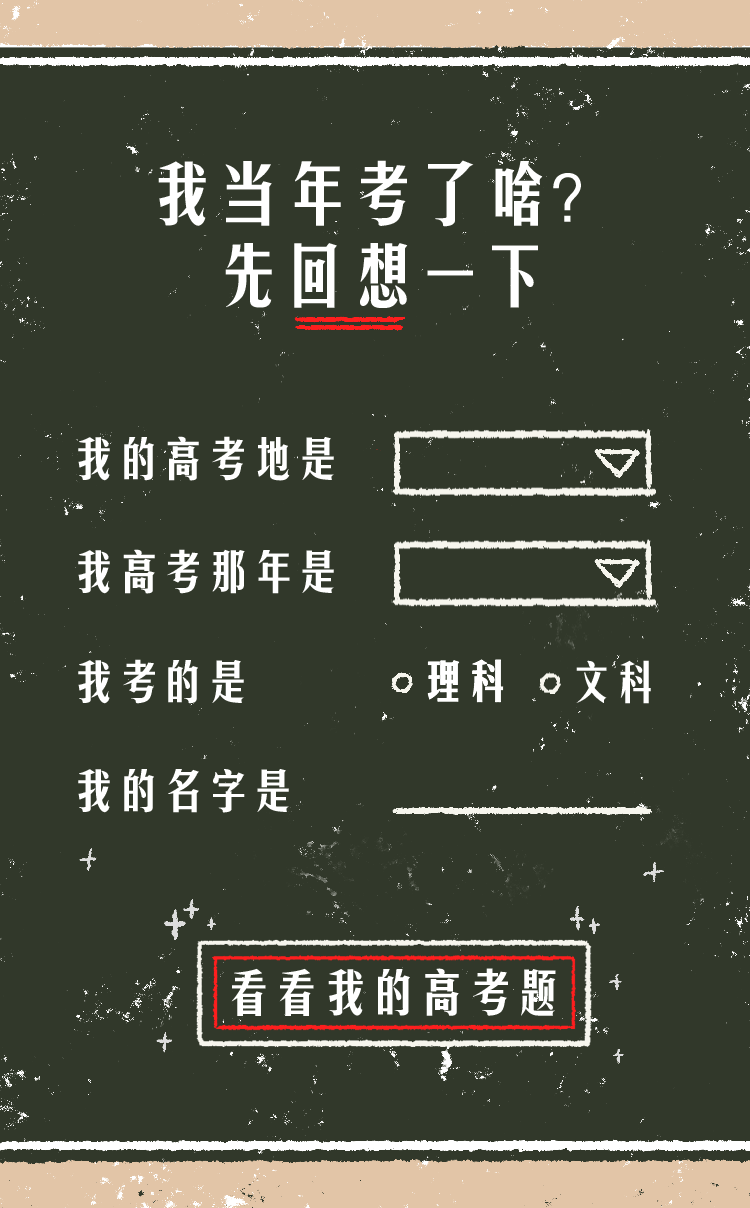 我当年考了啥?
先回想一下
我的高考地是
我高考那年是
我考的是 理科 文科
我的名字是
看看我的高考题